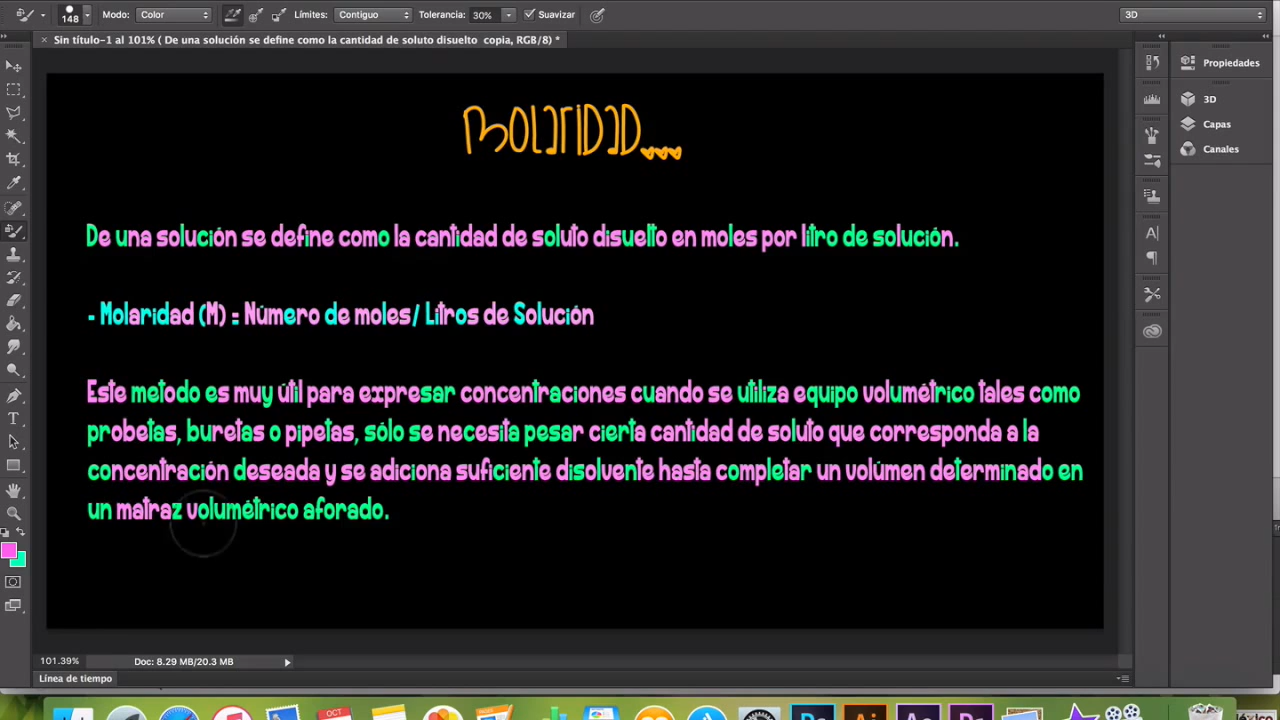 148
Modo:
Color
Límites:
Contiguo
Tolerancia:
30%
Suavizar
3D
Sin título-1 al 101% ( De una solución se define como la cantidad de soluto disuelto copia, RGB/8) *
Propiedades
3D
Capas
Canales
MOLARIDAD...
De una solución se define como la cantidad de soluto disuelto en moles por litro de solución.
- Molaridad (M) = Número de moles/ Litros de Solución
Este metodo es muy útil para expresar concentraciones cuando se utiliza equipo volumétrico tales como
probetas, buretas o pipetas, sólo se necesita pesar cierta cantidad de soluto que corresponda a la
concentración deseada y se adiciona suficiente disolvente hasta completar un volúmen determinado en
un matraz volumétrico aforado.
101.39%
Doc: 8.29 MB/20.3 MB
Línea de tiempo
OCT